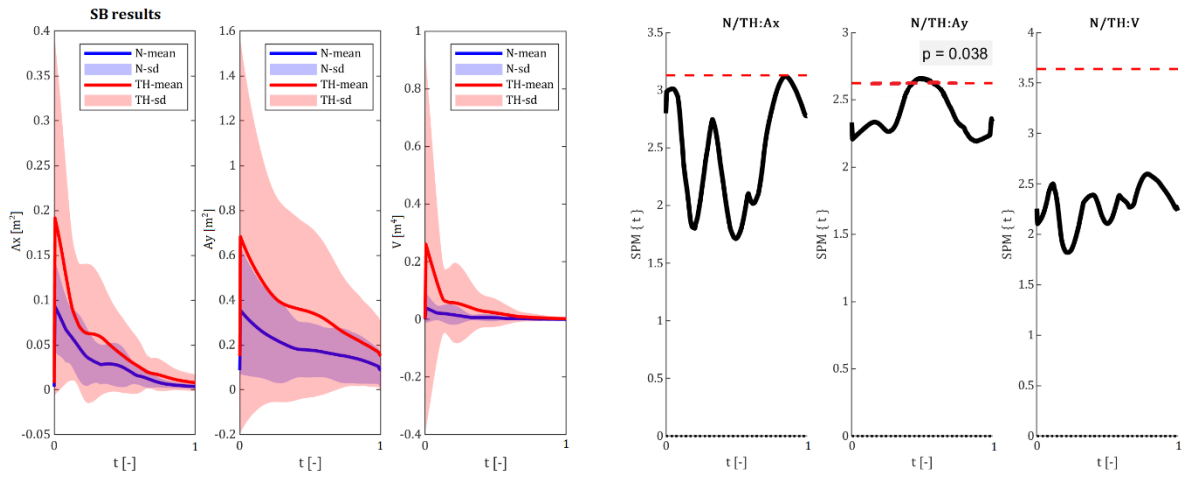 SB results
N-mean
N-sd
TH-mean
TH-sd
0.4
0.35
0.3
0.25
0.2
0.15
0.1
0.05
0
-0.05
Ax [m²]
0
1
t [-]
N-mean
N-sd
TH-mean
TH-sd
1.6
1.4
1.2
1
0.8
0.6
0.4
0.2
0
-0.2
Ay [m²]
0
1
t [-]
N-mean
N-sd
TH-mean
TH-sd
1
0.8
0.6
0.4
0.2
0
-0.2
-0.4
V [m⁴]
0
1
t [-]
N/TH:Ax
3.5
3
2.5
2
1.5
1
0.5
0
SPM { t }
0
1
t [-]
N/TH:Ay
p = 0.038
3
2.5
2
1.5
1
0.5
0
SPM { t }
0
1
t [-]
N/TH:V
4
3.5
3
2.5
2
1.5
1
0.5
0
SPM { t }
0
1
t [-]